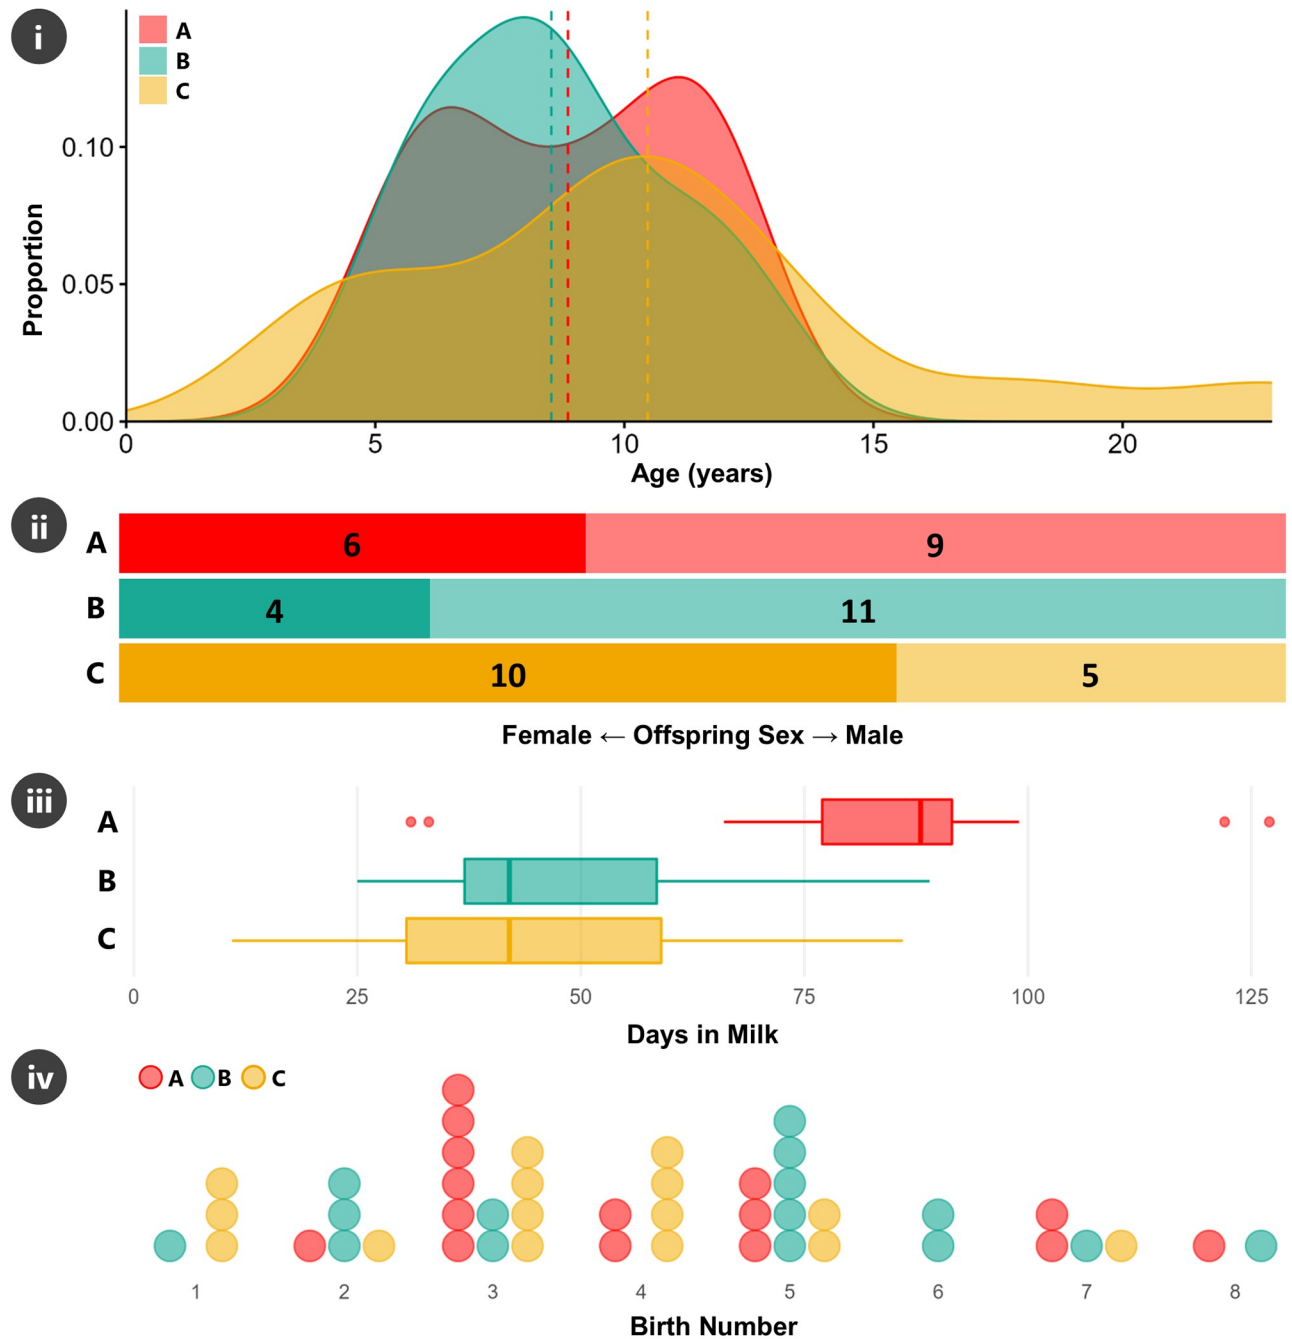 i
A
B
C
0.10
0.05
0.00
Proportion
0 5 10 15 20
Age (years)
ii
A 6 9
B 4 11
C 10 5
Female ← Offspring Sex → Male
iii
A
B
C
0 25 50 75 100 125
Days in Milk
iv
A B C
1 2 3 4 5 6 7 8
Birth Number